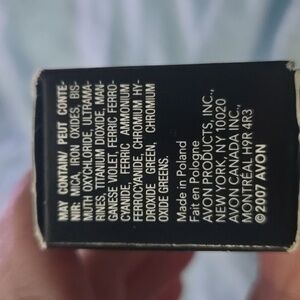 MAY CONTAIN/ PEUT CONTE-
NIR MICA, IRON OXIDES, BIS-
MUTH OXYCHLORIDE, ULTRAMA-
RINES, TITANIUM DIOXIDE, MAN-
GANESE VIOLET, FERRIC FERRO-
CYANIDE, FERRIC AMMONIUM
FERROCYANIDE, CHROMIUM HY-
DROXIDE GREEN, CHROMIUM
OXIDE GREENS.
Made in Poland
Fait en Pologne
AVON PRODUCTS, INC.,
NEW YORK, NY 10020
AVON CANADA INC.,
MONTRÉAL H9R 4R3
©2007 AVON